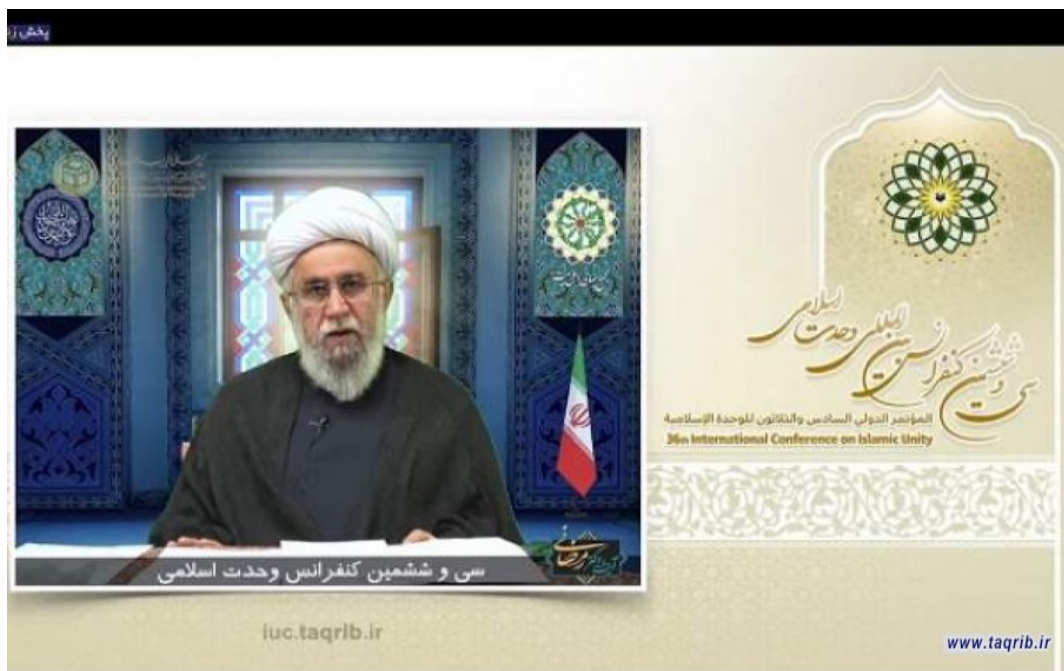 پخش
سی و ششمین کنفرانس بین المللی وحدت اسلامی
المؤتمر الدولي السادس والثلاثون للوحدة الإسلامية
36th International Conference on Islamic Unity
سی و ششمین کنفرانس وحدت اسلامی
iuc.taqrib.ir
www.taqrib.ir